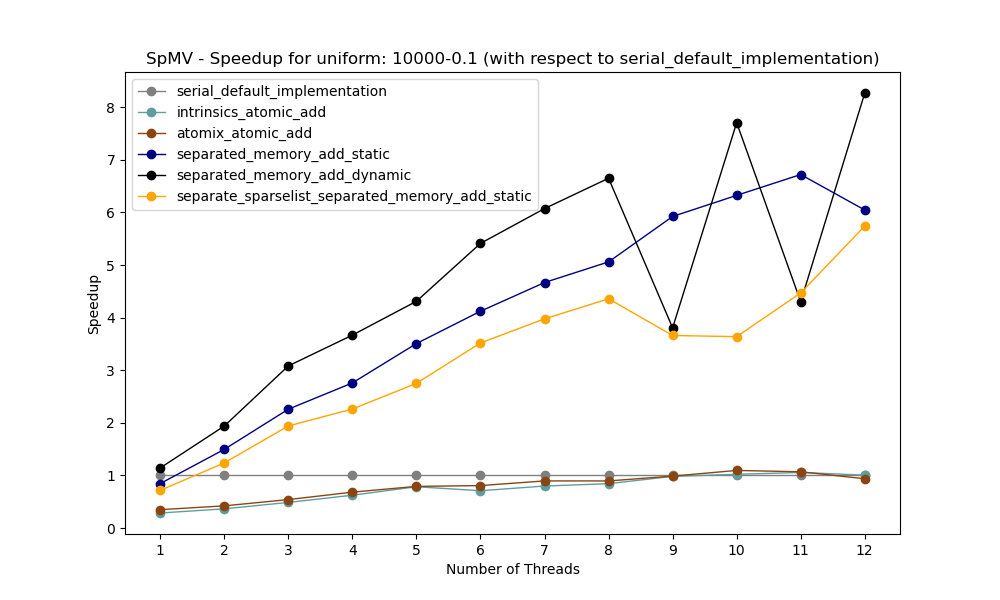 SpMV - Speedup for uniform: 10000-0.1 (with respect to serial_default_implementation)
serial_default_implementation
intrinsics_atomic_add
atomix_atomic_add
separated_memory_add_static
separated_memory_add_dynamic
separate_sparselist_separated_memory_add_static
Speedup
8
7
6
5
4
3
2
1
0
1 2 3 4 5 6 7 8 9 10 11 12
Number of Threads